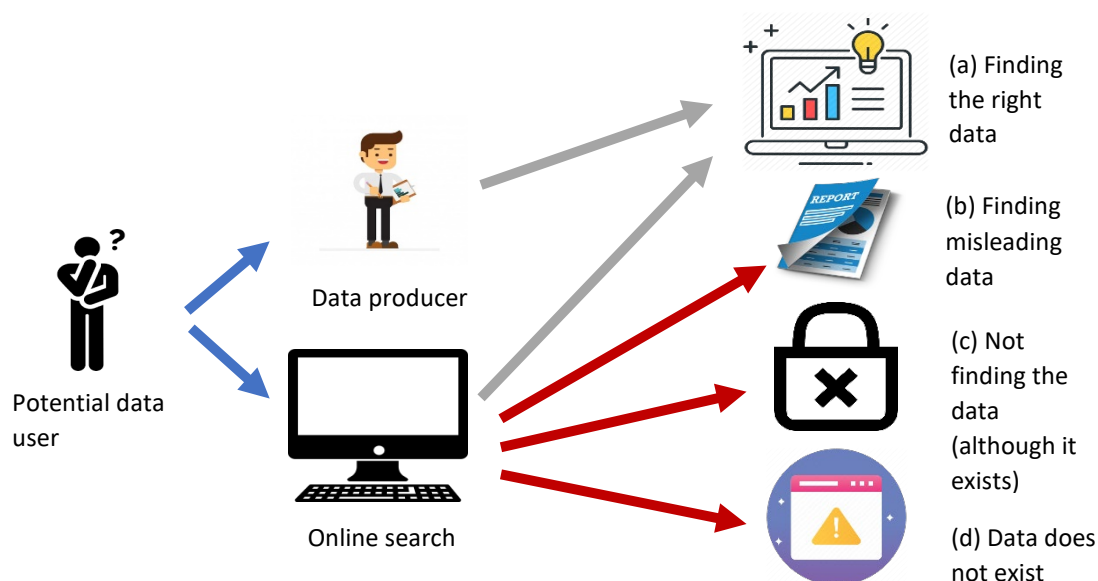 (a) Finding
the right
data
REPORT
(b) Finding
misleading
data
?
Data producer
(c) Not
finding the
data
(although it
exists)
Potential data
user
Online search
(d) Data does
not exist